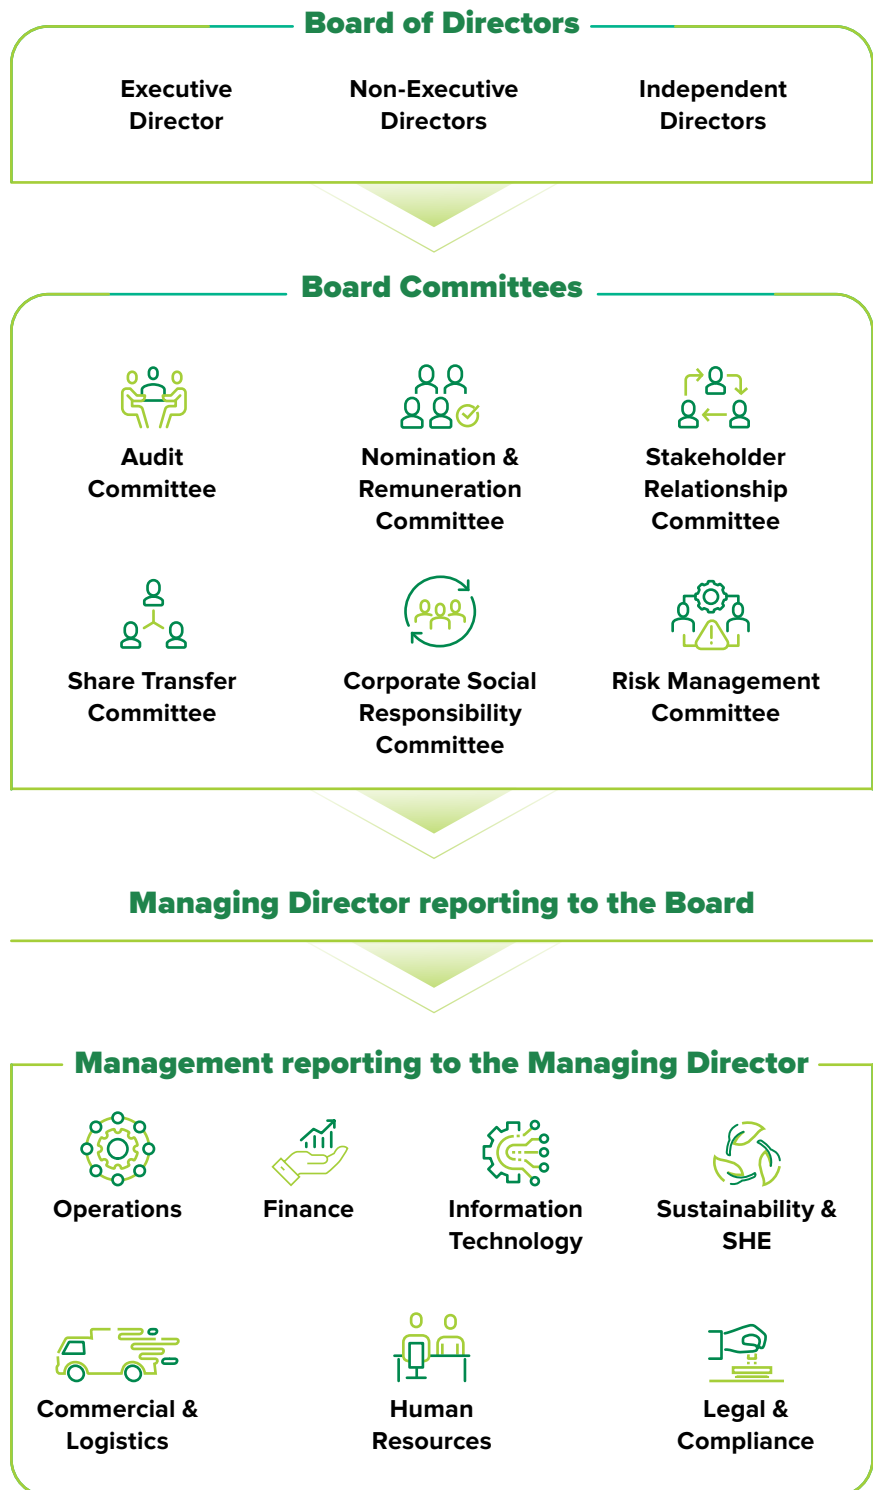 Board of Directors
Executive
Director
Non-Executive
Directors
Independent
Directors
Board Committees
Audit
Committee
Nomination &
Remuneration
Committee
Stakeholder
Relationship
Committee
Share Transfer
Committee
Corporate Social
Responsibility
Committee
Risk Management
Committee
Managing Director reporting to the Board
Management reporting to the Managing Director
Operations
Finance
Information
Technology
Sustainability &
SHE
Commercial &
Logistics
Human
Resources
Legal &
Compliance